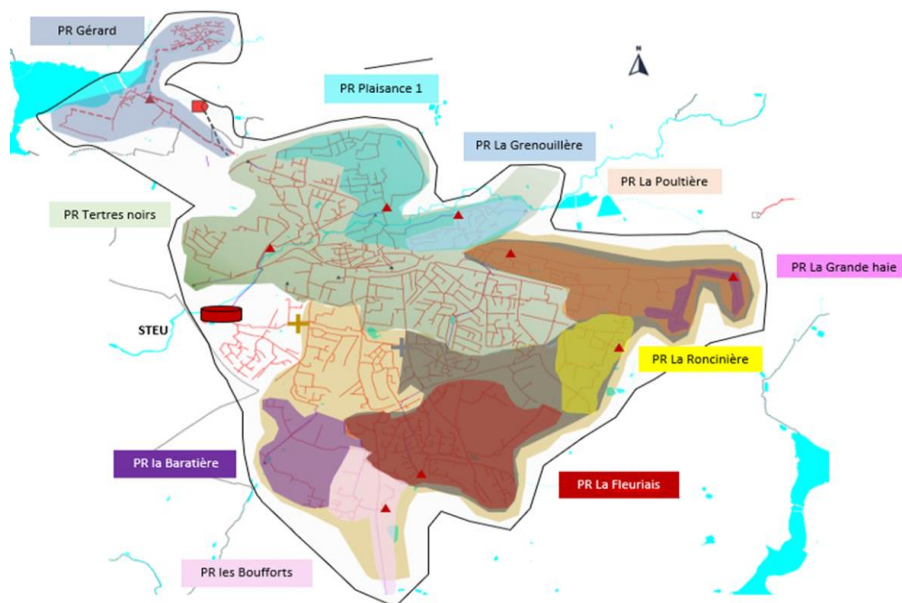 PR Gérard
N
PR Plaisance 1
PR La Grenouillère
PR La Poultière
PR Tertres noirs
PR La Grande haie
STEU
PR La Roncinière
PR la Baratière
PR La Fleuriais
PR les Boufforts